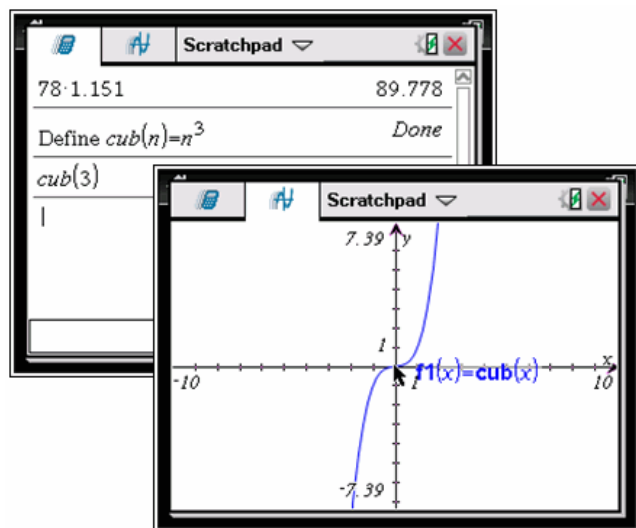 Scratchpad
78·1.151 89.778
Define cub(n)=n³ Done
cub(3)
Scratchpad
7.39 y
1
x
-10 1 f1(x)=cub(x) 10
-7.39